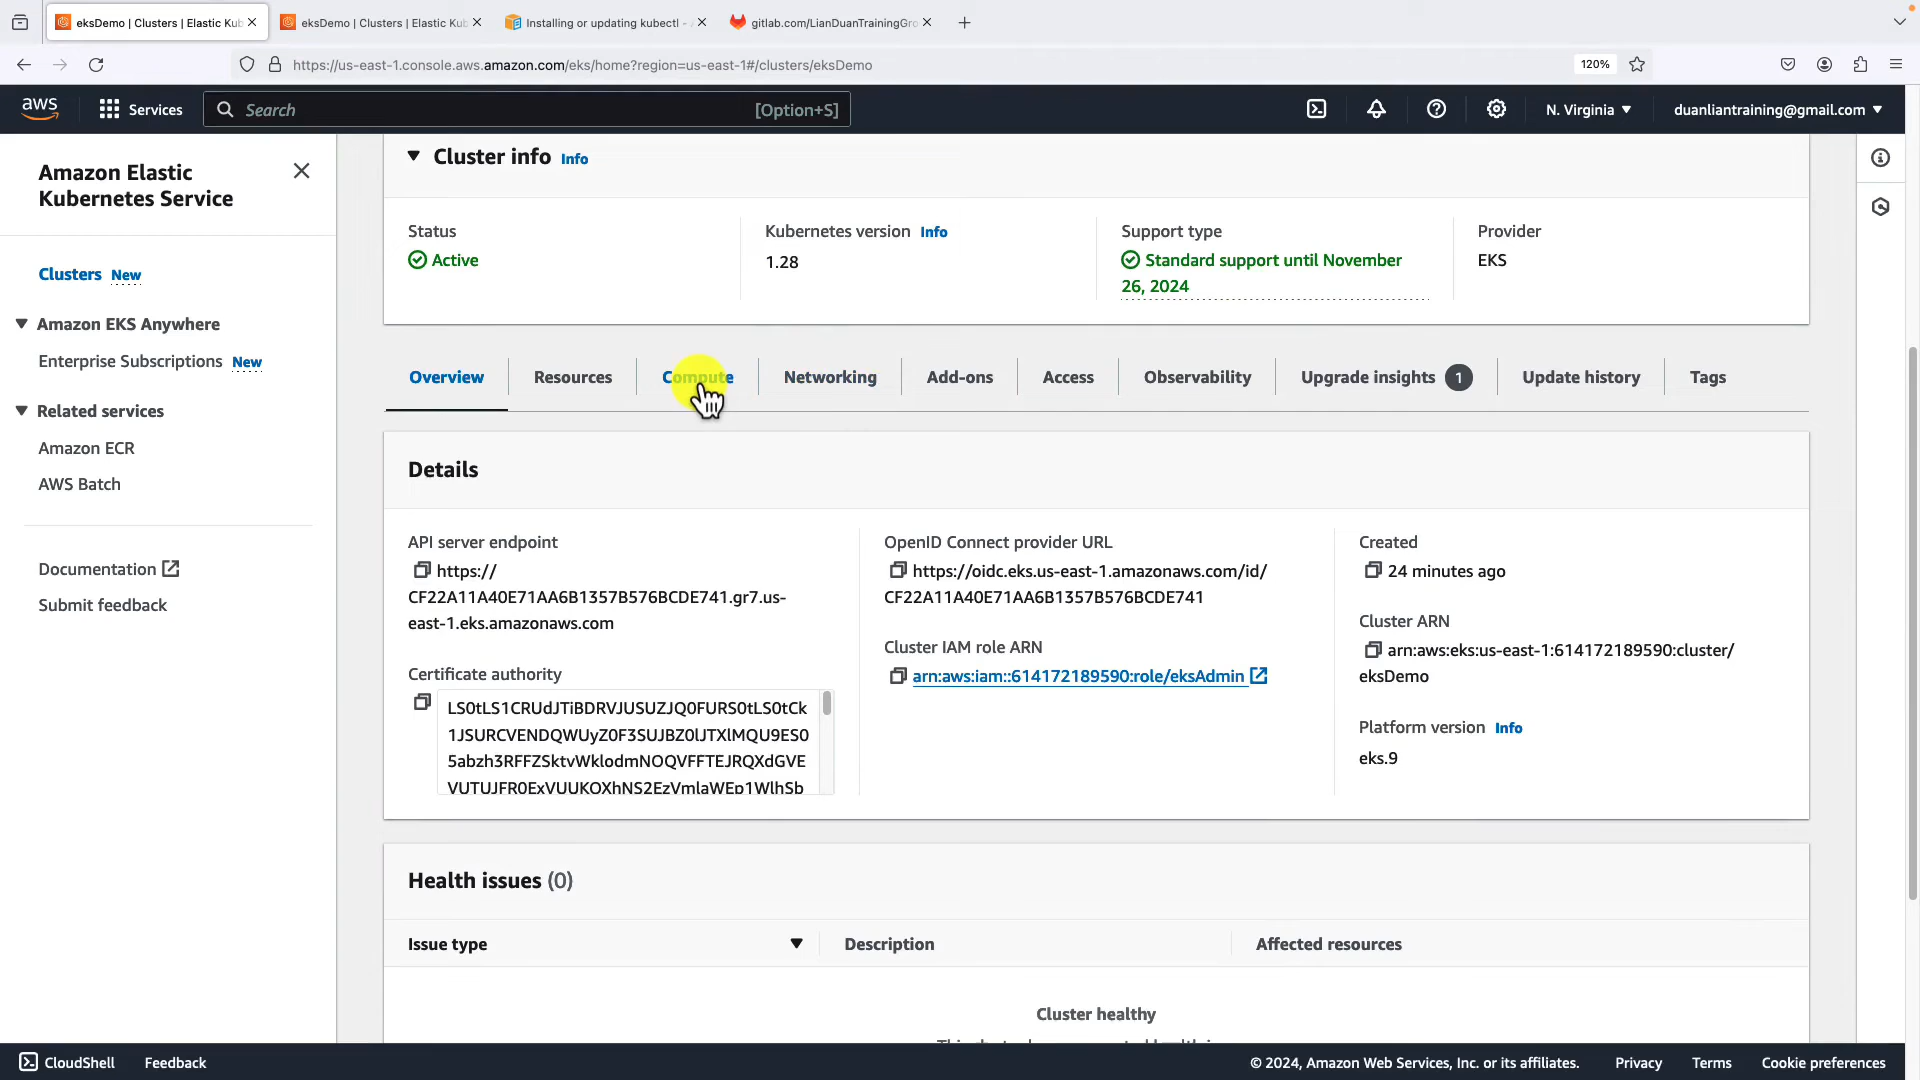 eksDemo | Clusters | Elastic Kub
eksDemo | Clusters | Elastic Kub
Installing or updating kubectl -
gitlab.com/LianDuanTrainingGro
https://us-east-1.console.aws.amazon.com/eks/home?region=us-east-1#/clusters/eksDemo
120%
aws
Services
Search
[Option+S]
N. Virginia
duanliantraining@gmail.com
Amazon Elastic
Kubernetes Service
Clusters New
Amazon EKS Anywhere
Enterprise Subscriptions New
Related services
Amazon ECR
AWS Batch
Documentation
Submit feedback
Cluster info Info
Status
Active
Kubernetes version Info
1.28
Support type
Standard support until November
26, 2024
Provider
EKS
Overview
Resources
Compute
Networking
Add-ons
Access
Observability
Upgrade insights 1
Update history
Tags
Details
API server endpoint
https://
CF22A11A40E71AA6B1357B576BCDE741.gr7.us-
east-1.eks.amazonaws.com
Certificate authority
LS0tLS1CRUdJTiBDRVJUSUZJQ0FURS0tLS0tCk
1JSURCVENDQWUyZ0F3SUJBZ0lJTXlMQU9ES0
5abzh3RFFZSktvWklodmNOQVFFTEJRQXdGVE
VUTUJFR0ExVUUKQXhNS2EzVmlaWEp1WlhSb
OpenID Connect provider URL
https://oidc.eks.us-east-1.amazonaws.com/id/
CF22A11A40E71AA6B1357B576BCDE741
Cluster IAM role ARN
arn:aws:iam::614172189590:role/eksAdmin
Created
24 minutes ago
Cluster ARN
arn:aws:eks:us-east-1:614172189590:cluster/
eksDemo
Platform version Info
eks.9
Health issues (0)
Issue type
Description
Affected resources
Cluster healthy
CloudShell
Feedback
© 2024, Amazon Web Services, Inc. or its affiliates.
Privacy
Terms
Cookie preferences